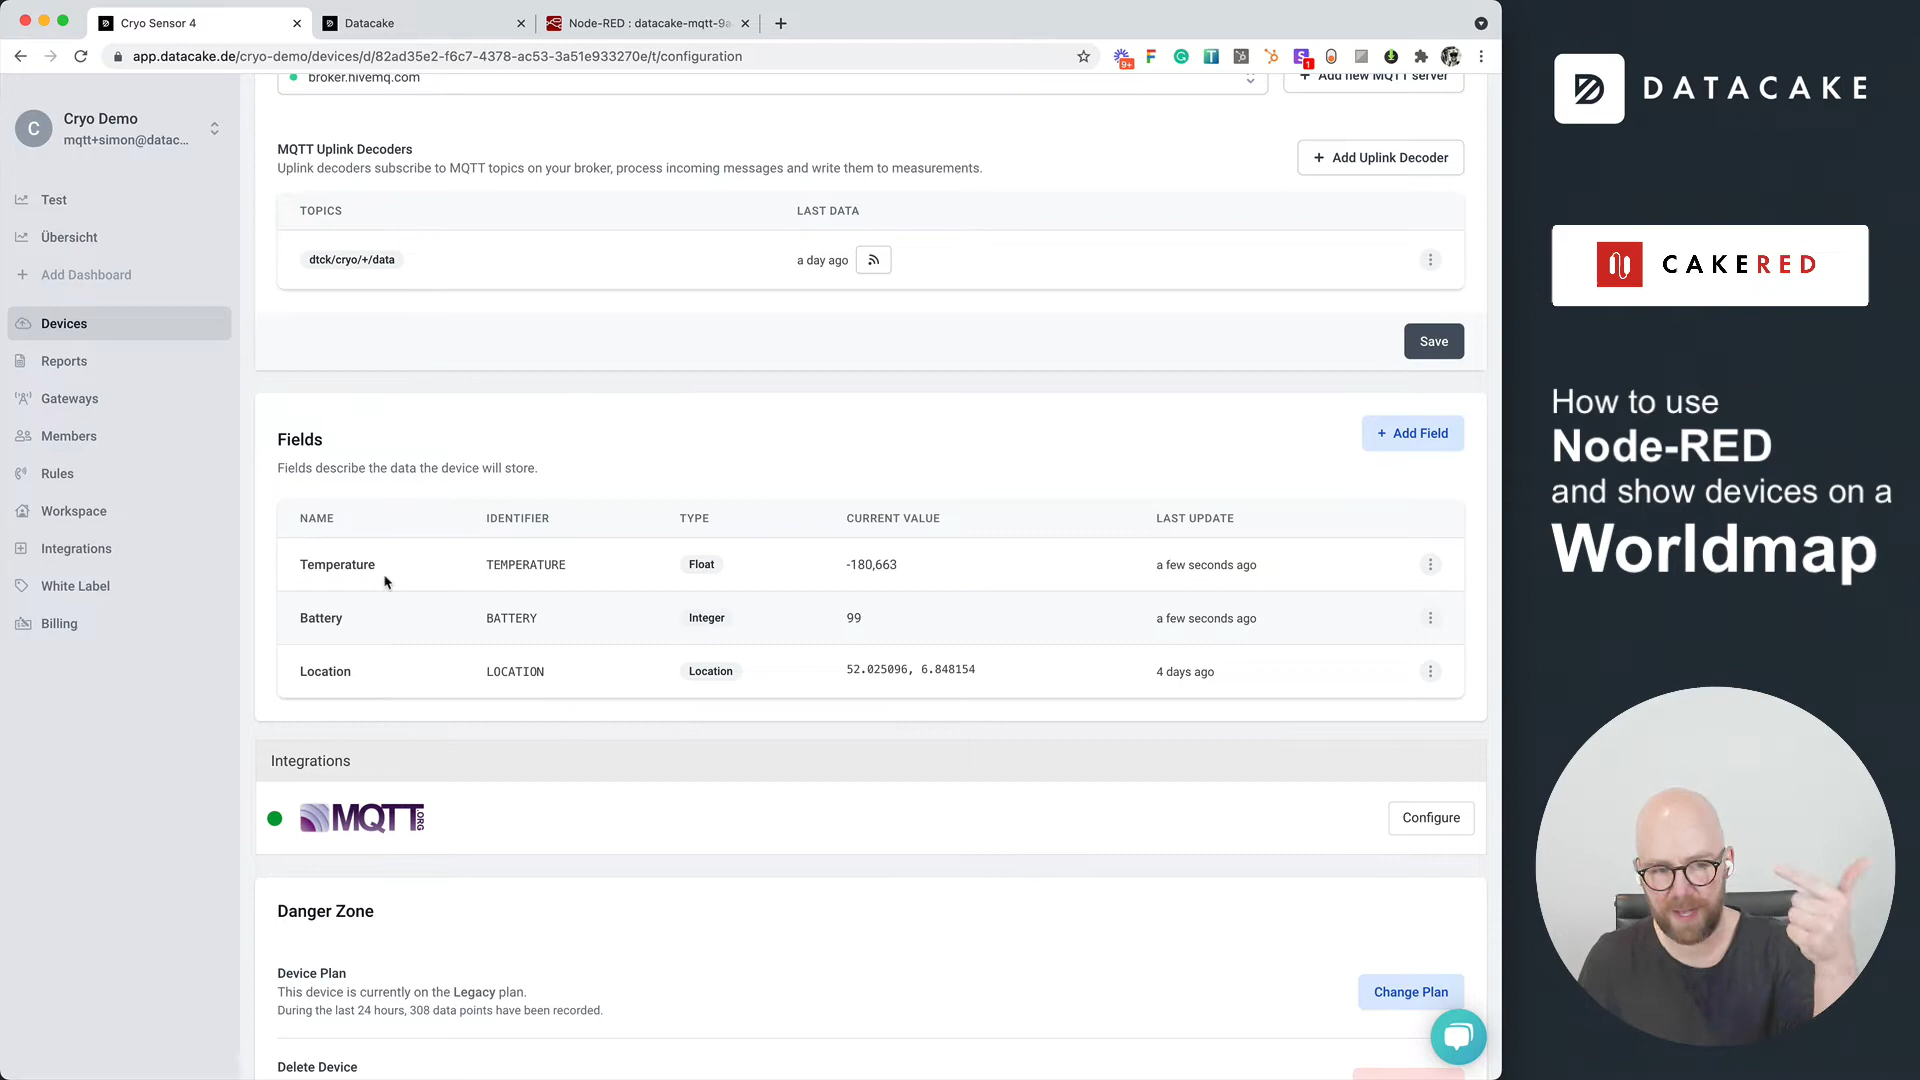 Cryo Sensor 4
Datacake
Node-RED : datacake-mqtt-9a
app.datacake.de/cryo-demo/devices/d/82ad35e2-f6c7-4378-ac53-3a51e933270e/t/configuration
9+
1
C
Cryo Demo
mqtt+simon@datac...
Test
Übersicht
Add Dashboard
Devices
Reports
Gateways
Members
Rules
Workspace
Integrations
White Label
Billing
broker.hivemq.com
+ Add new MQTT server
MQTT Uplink Decoders
Uplink decoders subscribe to MQTT topics on your broker, process incoming messages and write them to measurements.
+ Add Uplink Decoder
TOPICS LAST DATA
dtck/cryo/+/data a day ago
Save
Fields
Fields describe the data the device will store.
+ Add Field
NAME IDENTIFIER TYPE CURRENT VALUE LAST UPDATE
Temperature TEMPERATURE Float -180,663 a few seconds ago
Battery BATTERY Integer 99 a few seconds ago
Location LOCATION Location 52.025096, 6.848154 4 days ago
Integrations
MQTT.ORG
Configure
Danger Zone
Device Plan
This device is currently on the Legacy plan.
During the last 24 hours, 308 data points have been recorded.
Change Plan
Delete Device
DATACAKE
CAKERED
How to use
Node-RED
and show devices on a
Worldmap